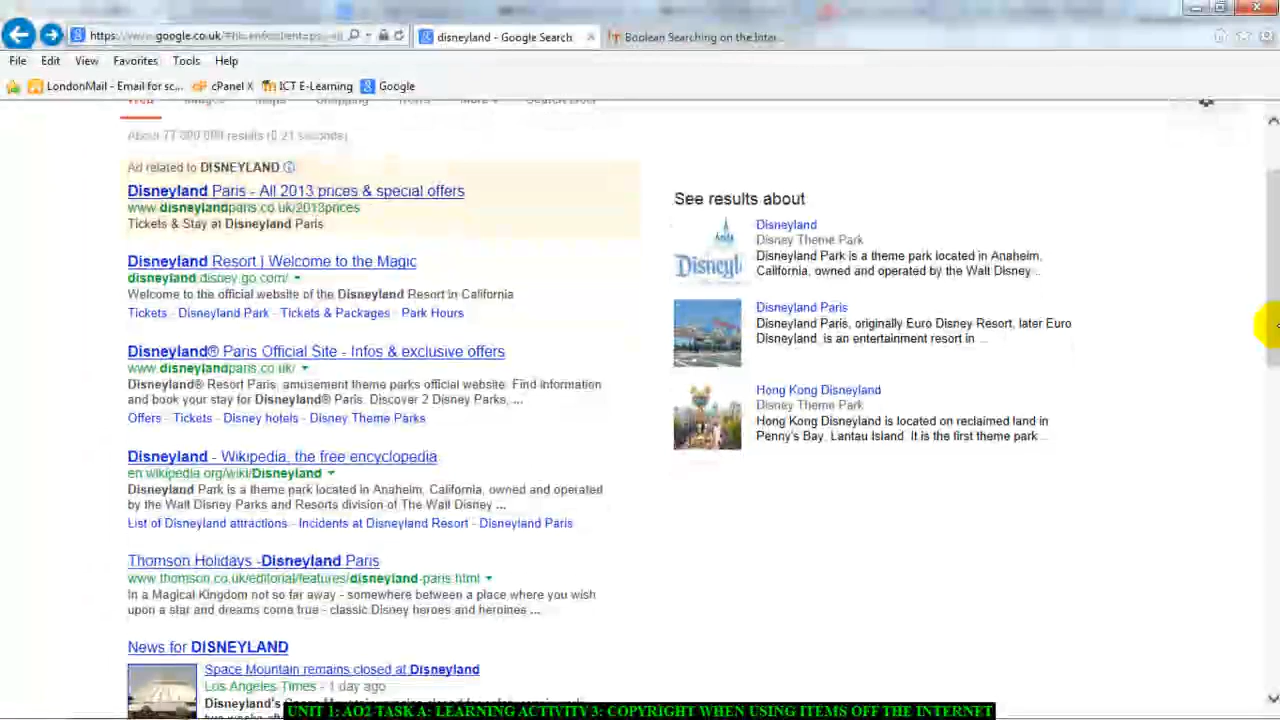 https://www.google.co.uk/
disneyland - Google Search
Boolean Searching on the Inter...
File Edit View Favorites Tools Help
LondonMail - Email for sc... cPanel X ICT E-Learning Google
About 77 000 000 results (0 21 seconds)
Ad related to DISNEYLAND
Disneyland Paris - All 2013 prices & special offers
www.disneylandparis.co.uk/2013prices
Tickets & Stay at Disneyland Paris
Disneyland Resort | Welcome to the Magic
disneyland.disney.go.com/
Welcome to the official website of the Disneyland Resort in California
Tickets - Disneyland Park - Tickets & Packages - Park Hours
Disneyland® Paris Official Site - Infos & exclusive offers
www.disneylandparis.co.uk/
Disneyland® Resort Paris amusement theme parks official website. Find information
and book your stay for Disneyland® Paris. Discover 2 Disney Parks, ...
Offers - Tickets - Disney hotels - Disney Theme Parks
Disneyland - Wikipedia, the free encyclopedia
en.wikipedia.org/wiki/Disneyland
Disneyland Park is a theme park located in Anaheim, California, owned and operated
by the Walt Disney Parks and Resorts division of The Walt Disney ...
List of Disneyland attractions - Incidents at Disneyland Resort - Disneyland Paris
Thomson Holidays -Disneyland Paris
www.thomson.co.uk/editorial/features/disneyland-paris.html
In a Magical Kingdom not so far away - somewhere between a place where you wish
upon a star and dreams come true - classic Disney heroes and heroines ...
News for DISNEYLAND
Space Mountain remains closed at Disneyland
Los Angeles Times - 1 day ago
Disneyland's
See results about
Disneyland
Disney Theme Park
Disneyland Park is a theme park located in Anaheim,
California, owned and operated by the Walt Disney ...
Disneyland Paris
Disneyland Paris, originally Euro Disney Resort, later Euro
Disneyland, is an entertainment resort in ...
Hong Kong Disneyland
Disney Theme Park
Hong Kong Disneyland is located on reclaimed land in
Penny's Bay, Lantau Island. It is the first theme park ...
UNIT 1: AO2-TASK A: LEARNING ACTIVITY 3: COPYRIGHT WHEN USING ITEMS OFF THE INTERNET